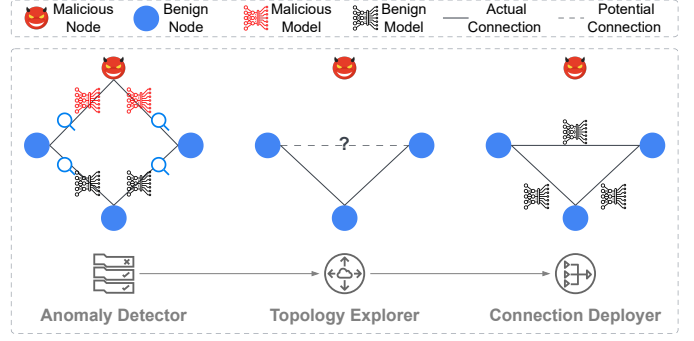 Malicious Node
Benign Node
Malicious Model
Benign Model
Actual Connection
Potential Connection
?
Anomaly Detector
Topology Explorer
Connection Deployer